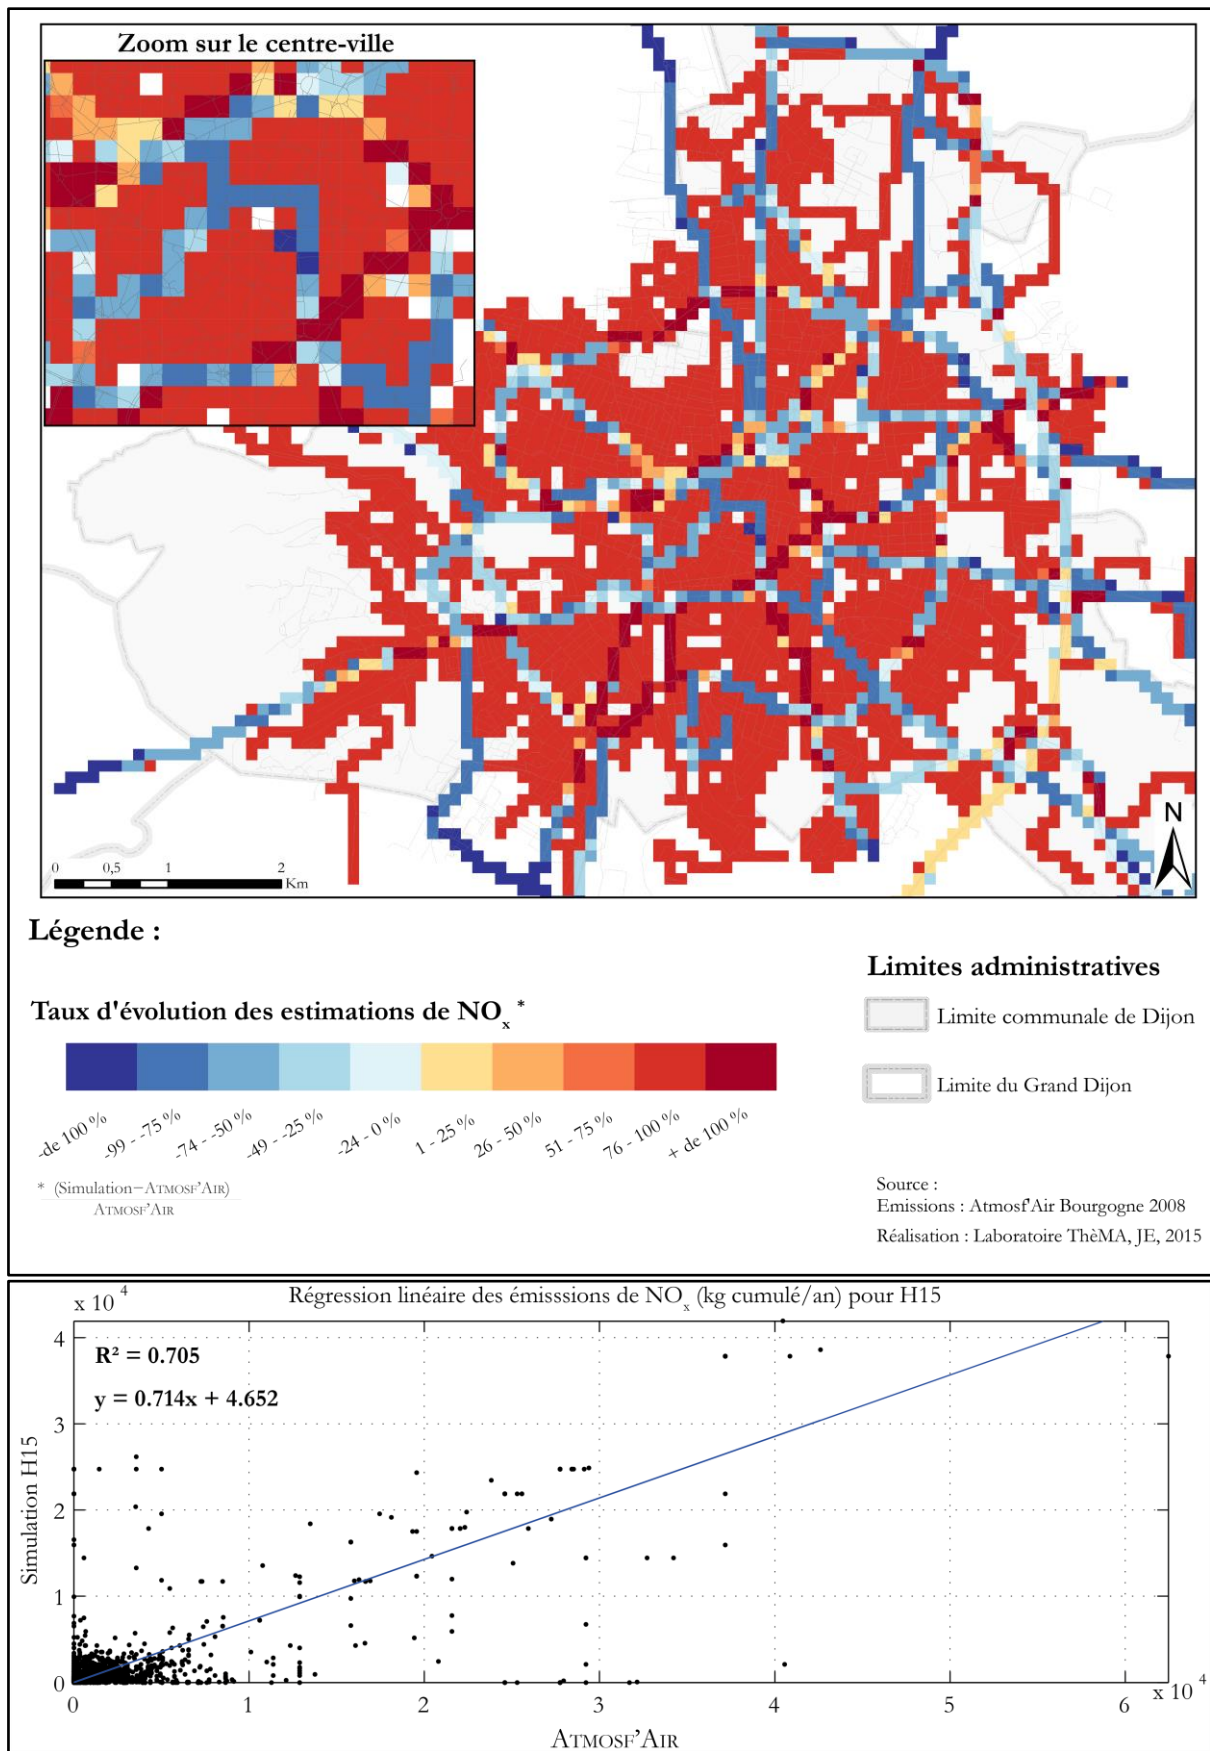 Zoom sur le centre-ville
N
0 0,5 1 2
Km
Légende :
Limites administratives
Taux d'évolution des estimations de NOx *
Limite communale de Dijon
Limite du Grand Dijon
-de 100 %
-99 - -75 %
-74 - -50 %
-49 - -25 %
-24 - 0 %
1 - 25 %
26 - 50 %
51 - 75 %
76 - 100 %
+ de 100 %
* (Simulation−ATMOSF'AIR)
ATMOSF'AIR
Source :
Emissions : Atmosf'Air Bourgogne 2008
Réalisation : Laboratoire ThèMA, JE, 2015
x 10 4
Régression linéaire des émisssions de NOx (kg cumulé/an) pour H15
R² = 0.705
y = 0.714x + 4.652
Simulation H15
4
3
2
1
0
0 1 2 3 4 5 6 x 10 4
ATMOSF'AIR